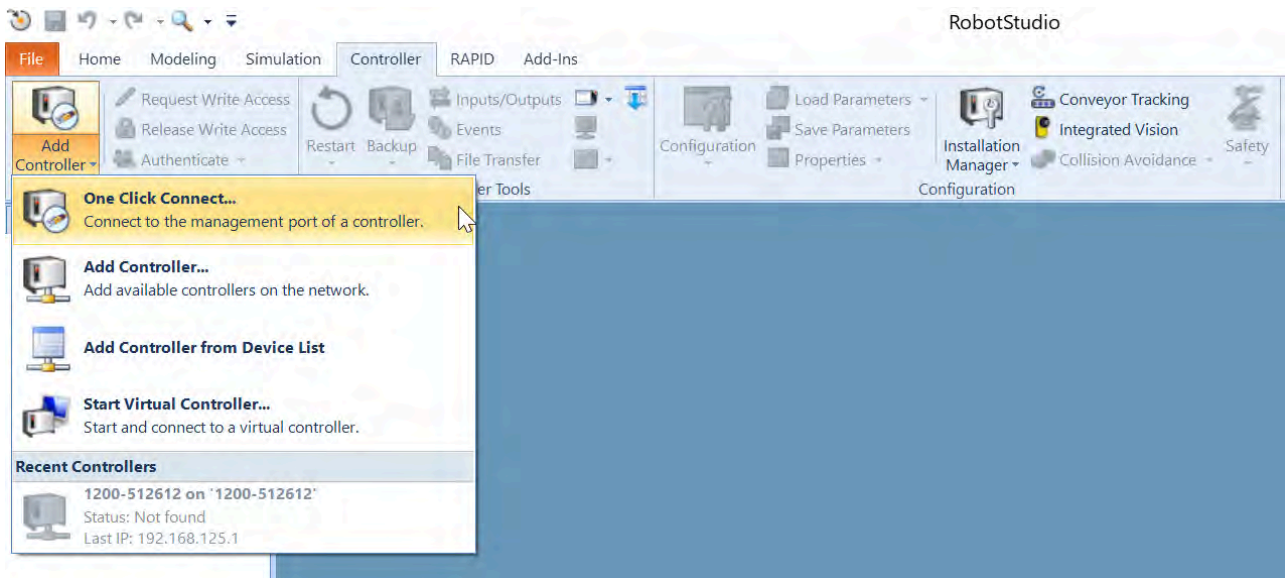 RobotStudio
File Home Modeling Simulation Controller RAPID Add-Ins
Add
Controller
Request Write Access
Release Write Access
Authenticate
Restart Backup
Inputs/Outputs
Events
File Transfer
er Tools
Configuration
Load Parameters
Save Parameters
Properties
Installation
Manager
Conveyor Tracking
Integrated Vision
Collision Avoidance
Safety
Configuration
One Click Connect...
Connect to the management port of a controller.
Add Controller...
Add available controllers on the network.
Add Controller from Device List
Start Virtual Controller...
Start and connect to a virtual controller.
Recent Controllers
1200-512612 on '1200-512612'
Status: Not found
Last IP: 192.168.125.1